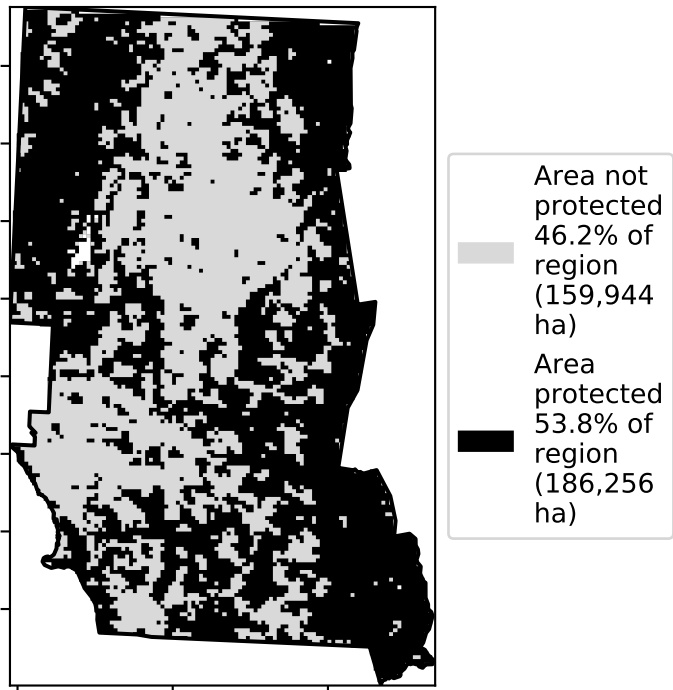 Area not
protected
46.2% of
region
(159,944
ha)
Area
protected
53.8% of
region
(186,256
ha)